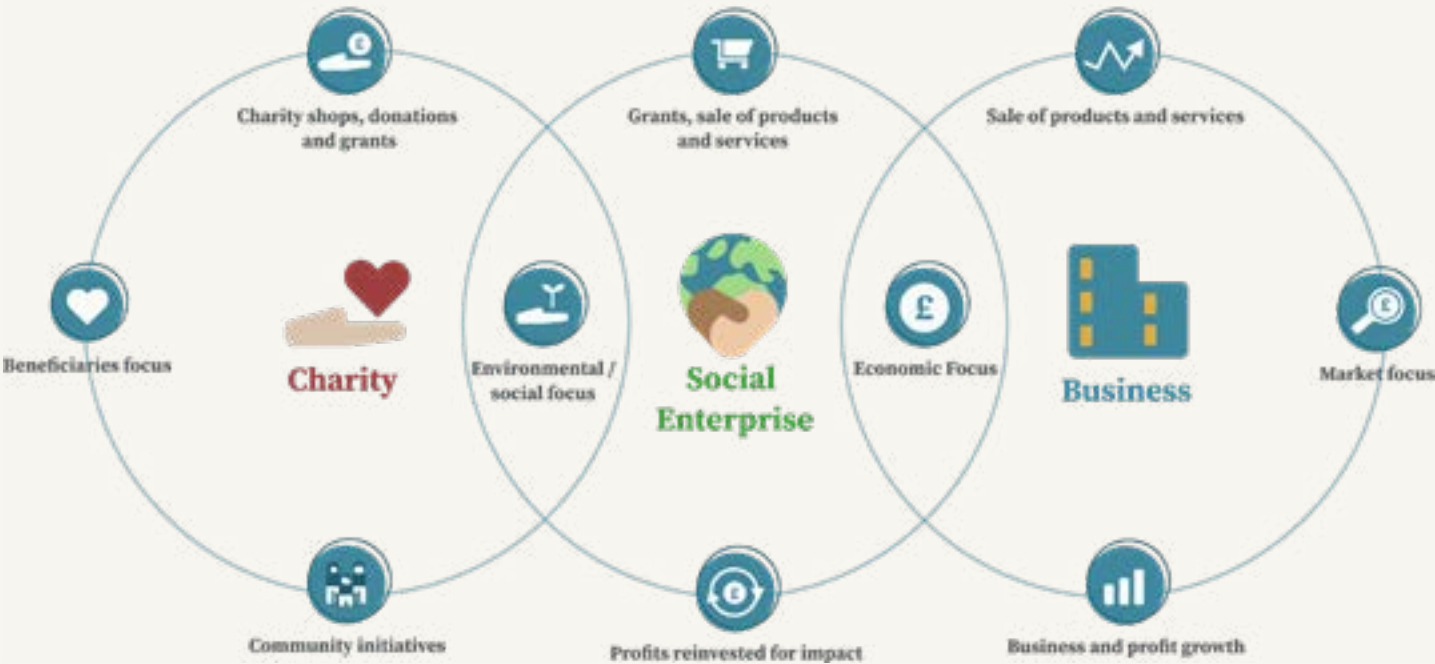 Charity shops, donations
and grants
Grants, sale of products
and services
Sale of products and services
£
£
£
Beneficiaries focus
Environmental /
social focus
Economic Focus
Market focus
Charity
Social
Enterprise
Business
£
Community initiatives
Profits reinvested for impact
Business and profit growth